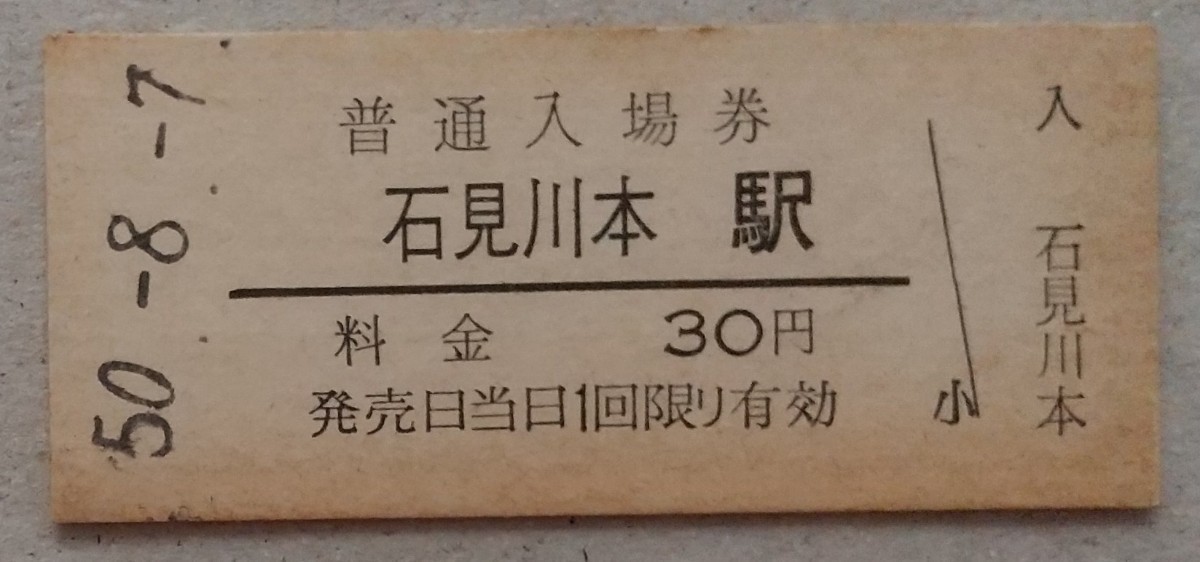 50-8-7
普通入場券
石見川本 駅
料金 30円
発売日当日1回限り有効
小
入
石見川本